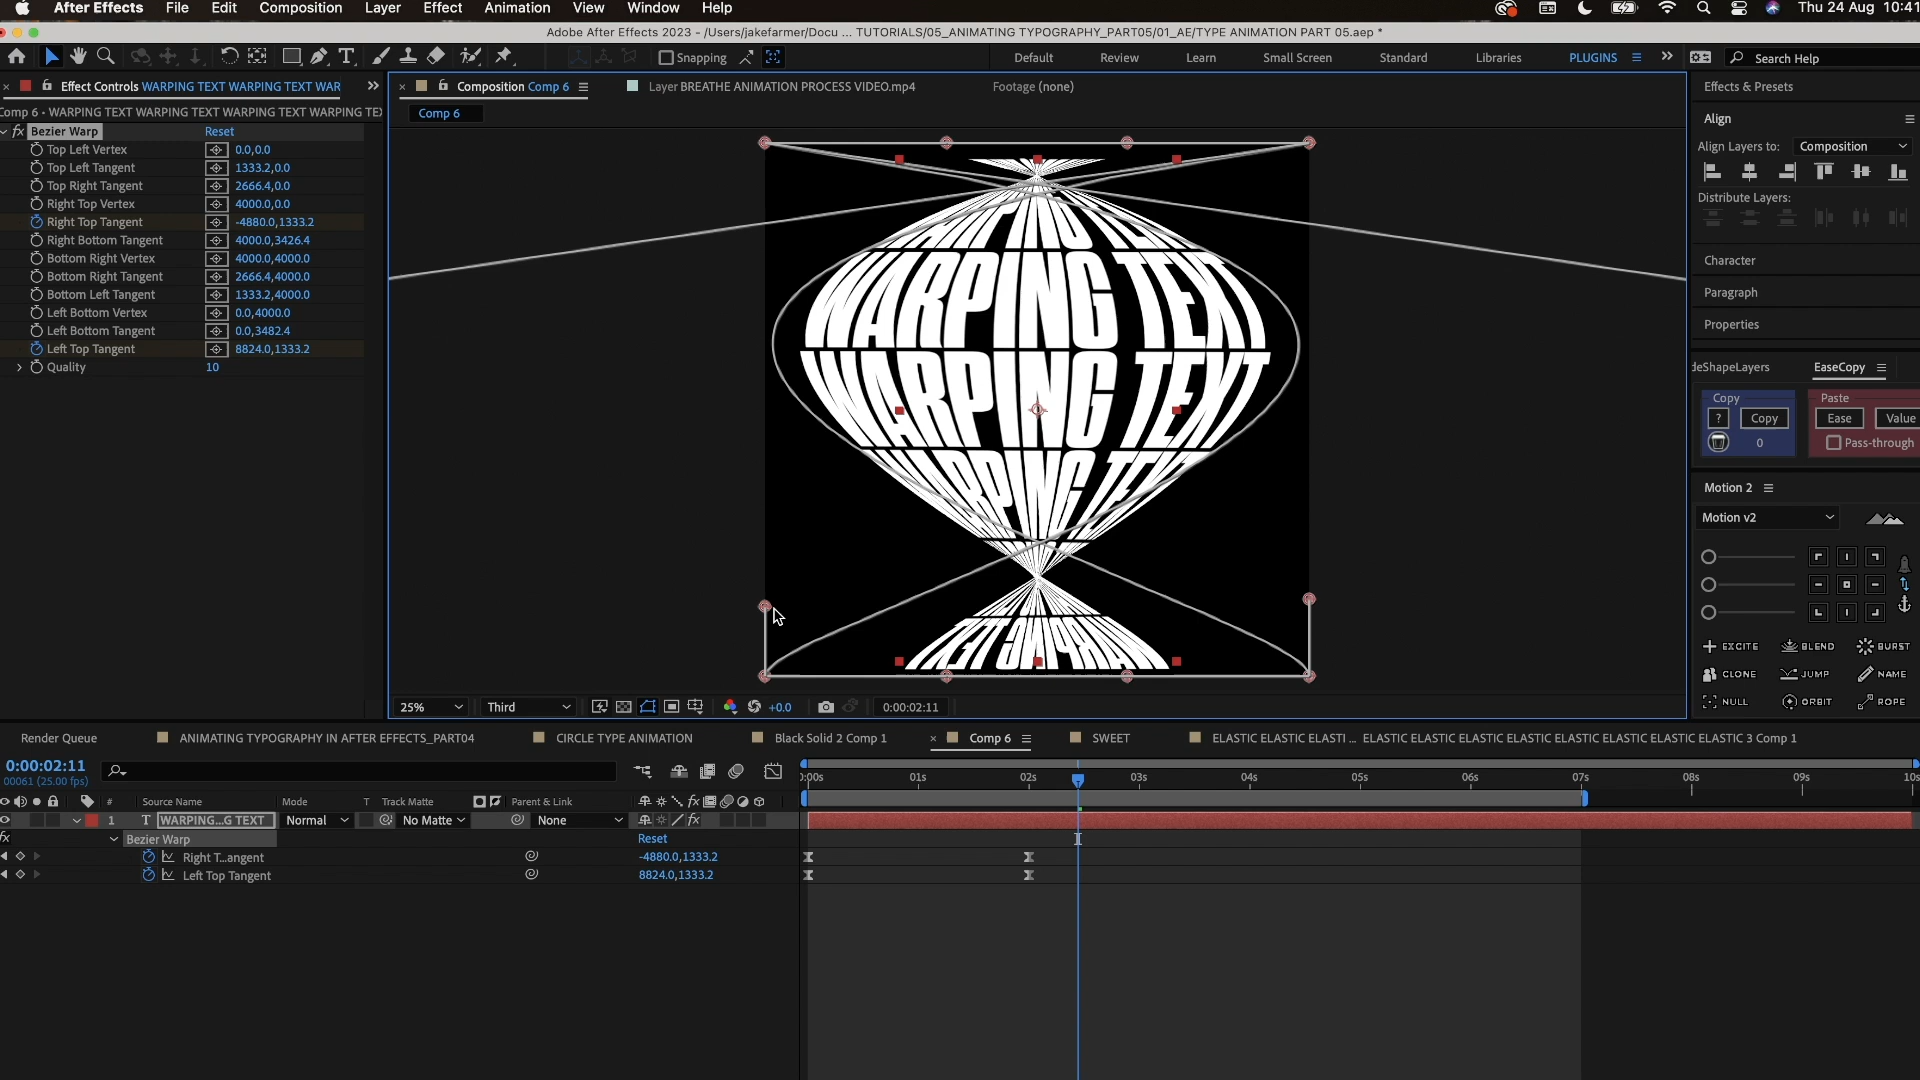 After Effects File Edit Composition Layer Effect Animation View Window Help Thu 24 Aug 10:41
Adobe After Effects 2023 - /Users/jakefarmer/Docu ... TUTORIALS/05_ANIMATING TYPOGRAPHY_PART05/01_AE/TYPE ANIMATION PART 05.aep *
Snapping Default Review Learn Small Screen Standard Libraries PLUGINS Search Help
Effect Controls WARPING TEXT WARPING TEXT WAR
Composition Comp 6 Layer BREATHE ANIMATION PROCESS VIDEO.mp4 Footage (none)
Comp 6 - WARPING TEXT WARPING TEXT WARPING TEXT WARPING TE
Comp 6
fx Bezier Warp Reset
Top Left Vertex 0.0,0.0
Top Left Tangent 1333.2,0.0
Top Right Tangent 2666.4,0.0
Right Top Vertex 4000.0,0.0
Right Top Tangent -4880.0,1333.2
Right Bottom Tangent 4000.0,3426.4
Bottom Right Vertex 4000.0,4000.0
Bottom Right Tangent 2666.4,4000.0
Bottom Left Tangent 1333.2,4000.0
Left Bottom Vertex 0.0,4000.0
Left Bottom Tangent 0.0,3482.4
Left Top Tangent 8824.0,1333.2
Quality 10
WARPING TEXT
WARPING TEXT
WARPING TEXT
WARPING TEXT
WARPING TEXT
25% Third +0.0 0:00:02:11
Effects & Presets
Align
Align Layers to: Composition
Distribute Layers:
Character
Paragraph
Properties
deShapeLayers EaseCopy
Copy Paste
? Copy Ease Value
0 Pass-through
Motion 2
Motion v2
EXCITE BLEND BURST
CLONE JUMP NAME
NULL ORBIT ROPE
Render Queue ANIMATING TYPOGRAPHY IN AFTER EFFECTS_PART04 CIRCLE TYPE ANIMATION Black Solid 2 Comp 1 Comp 6 SWEET ELASTIC ELASTIC ELASTI ... ELASTIC ELASTIC ELASTIC ELASTIC ELASTIC ELASTIC ELASTIC 3 Comp 1
0:00:02:11
00061 (25.00 fps)
:00s 01s 02s 03s 04s 05s 06s 07s 08s 09s 10s
# Source Name Mode T Track Matte Parent & Link
1 T WARPING...G TEXT Normal No Matte None
Bezier Warp Reset
Right T...angent -4880.0,1333.2
Left Top Tangent 8824.0,1333.2